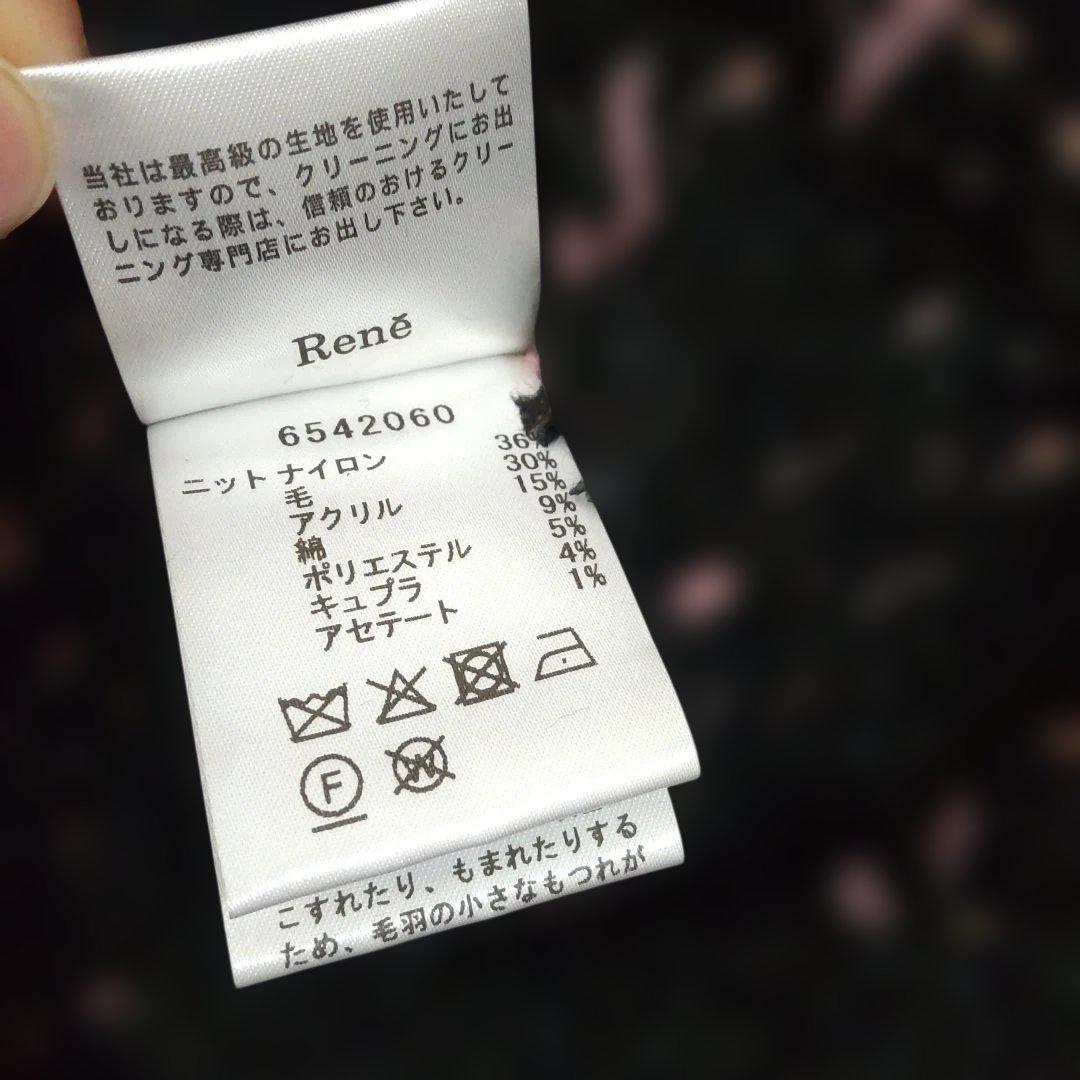 当社は最高級の生地を使用いたして
おりますので、クリーニングにお出
しになる際は、信頼のおけるクリー
ニング専門店にお出し下さい。
René
6542060
ニット ナイロン 36%
毛 30%
アクリル 15%
綿 9%
ポリエステル 5%
キュプラ 4%
アセテート 1%
F
W
こすれたり、もまれたりする
ため、毛羽の小さなもつれが